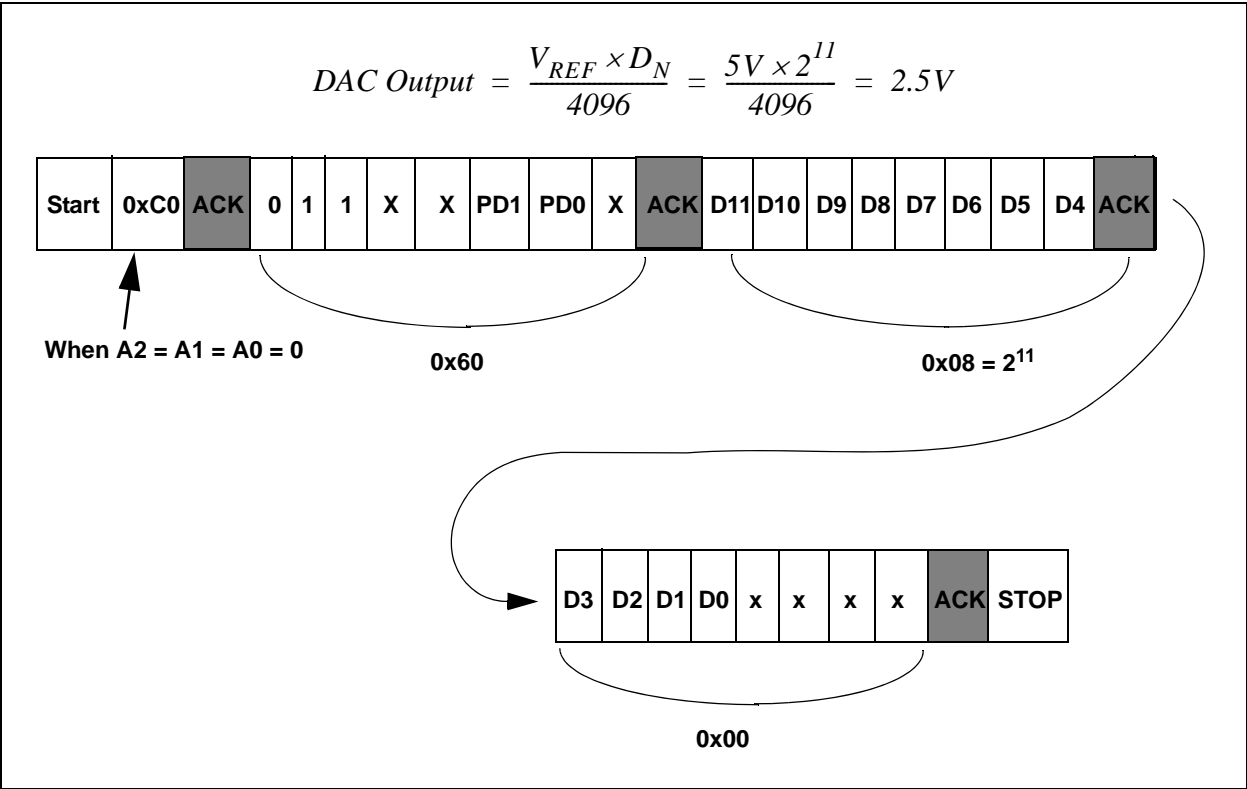 DAC Output = V_REF × D_N / 4096 = 5V × 2^11 / 4096 = 2.5V
Start 0xC0 ACK 0 1 1 X X PD1 PD0 X ACK D11 D10 D9 D8 D7 D6 D5 D4 ACK
When A2 = A1 = A0 = 0
0x60
0x08 = 2^11
D3 D2 D1 D0 x x x x ACK STOP
0x00